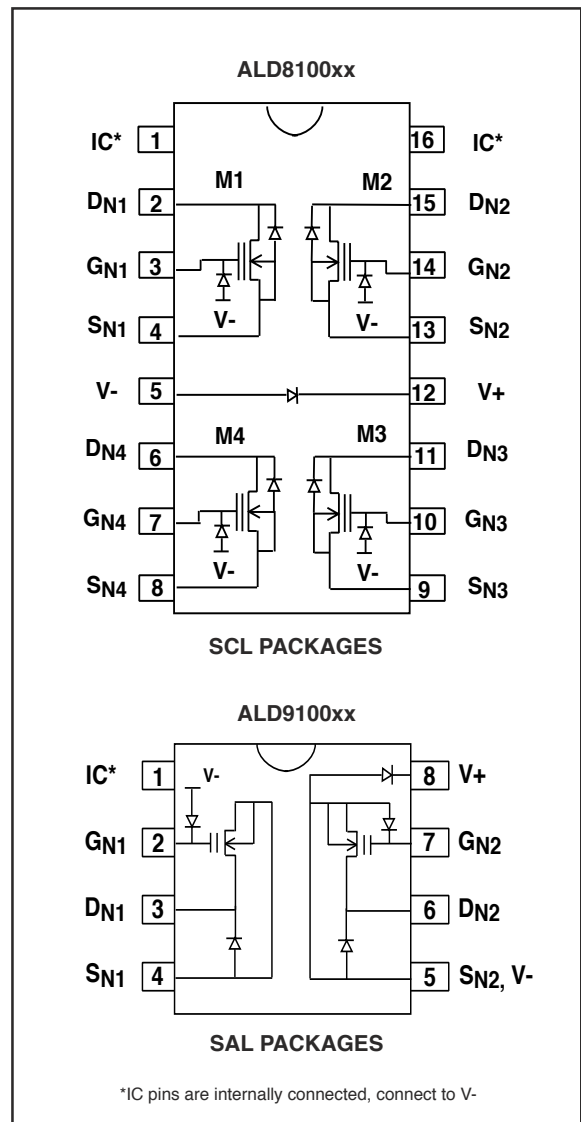 ALD8100xx
IC* 1 16 IC*
DN1 2 M1 M2 15 DN2
GN1 3 14 GN2
V- V-
SN1 4 13 SN2
V- 5 12 V+
DN4 6 M4 M3 11 DN3
GN4 7 10 GN3
V- V-
SN4 8 9 SN3
SCL PACKAGES
ALD9100xx
IC* 1 V- 8 V+
GN1 2 7 GN2
DN1 3 6 DN2
SN1 4 5 SN2, V-
SAL PACKAGES
*IC pins are internally connected, connect to V-